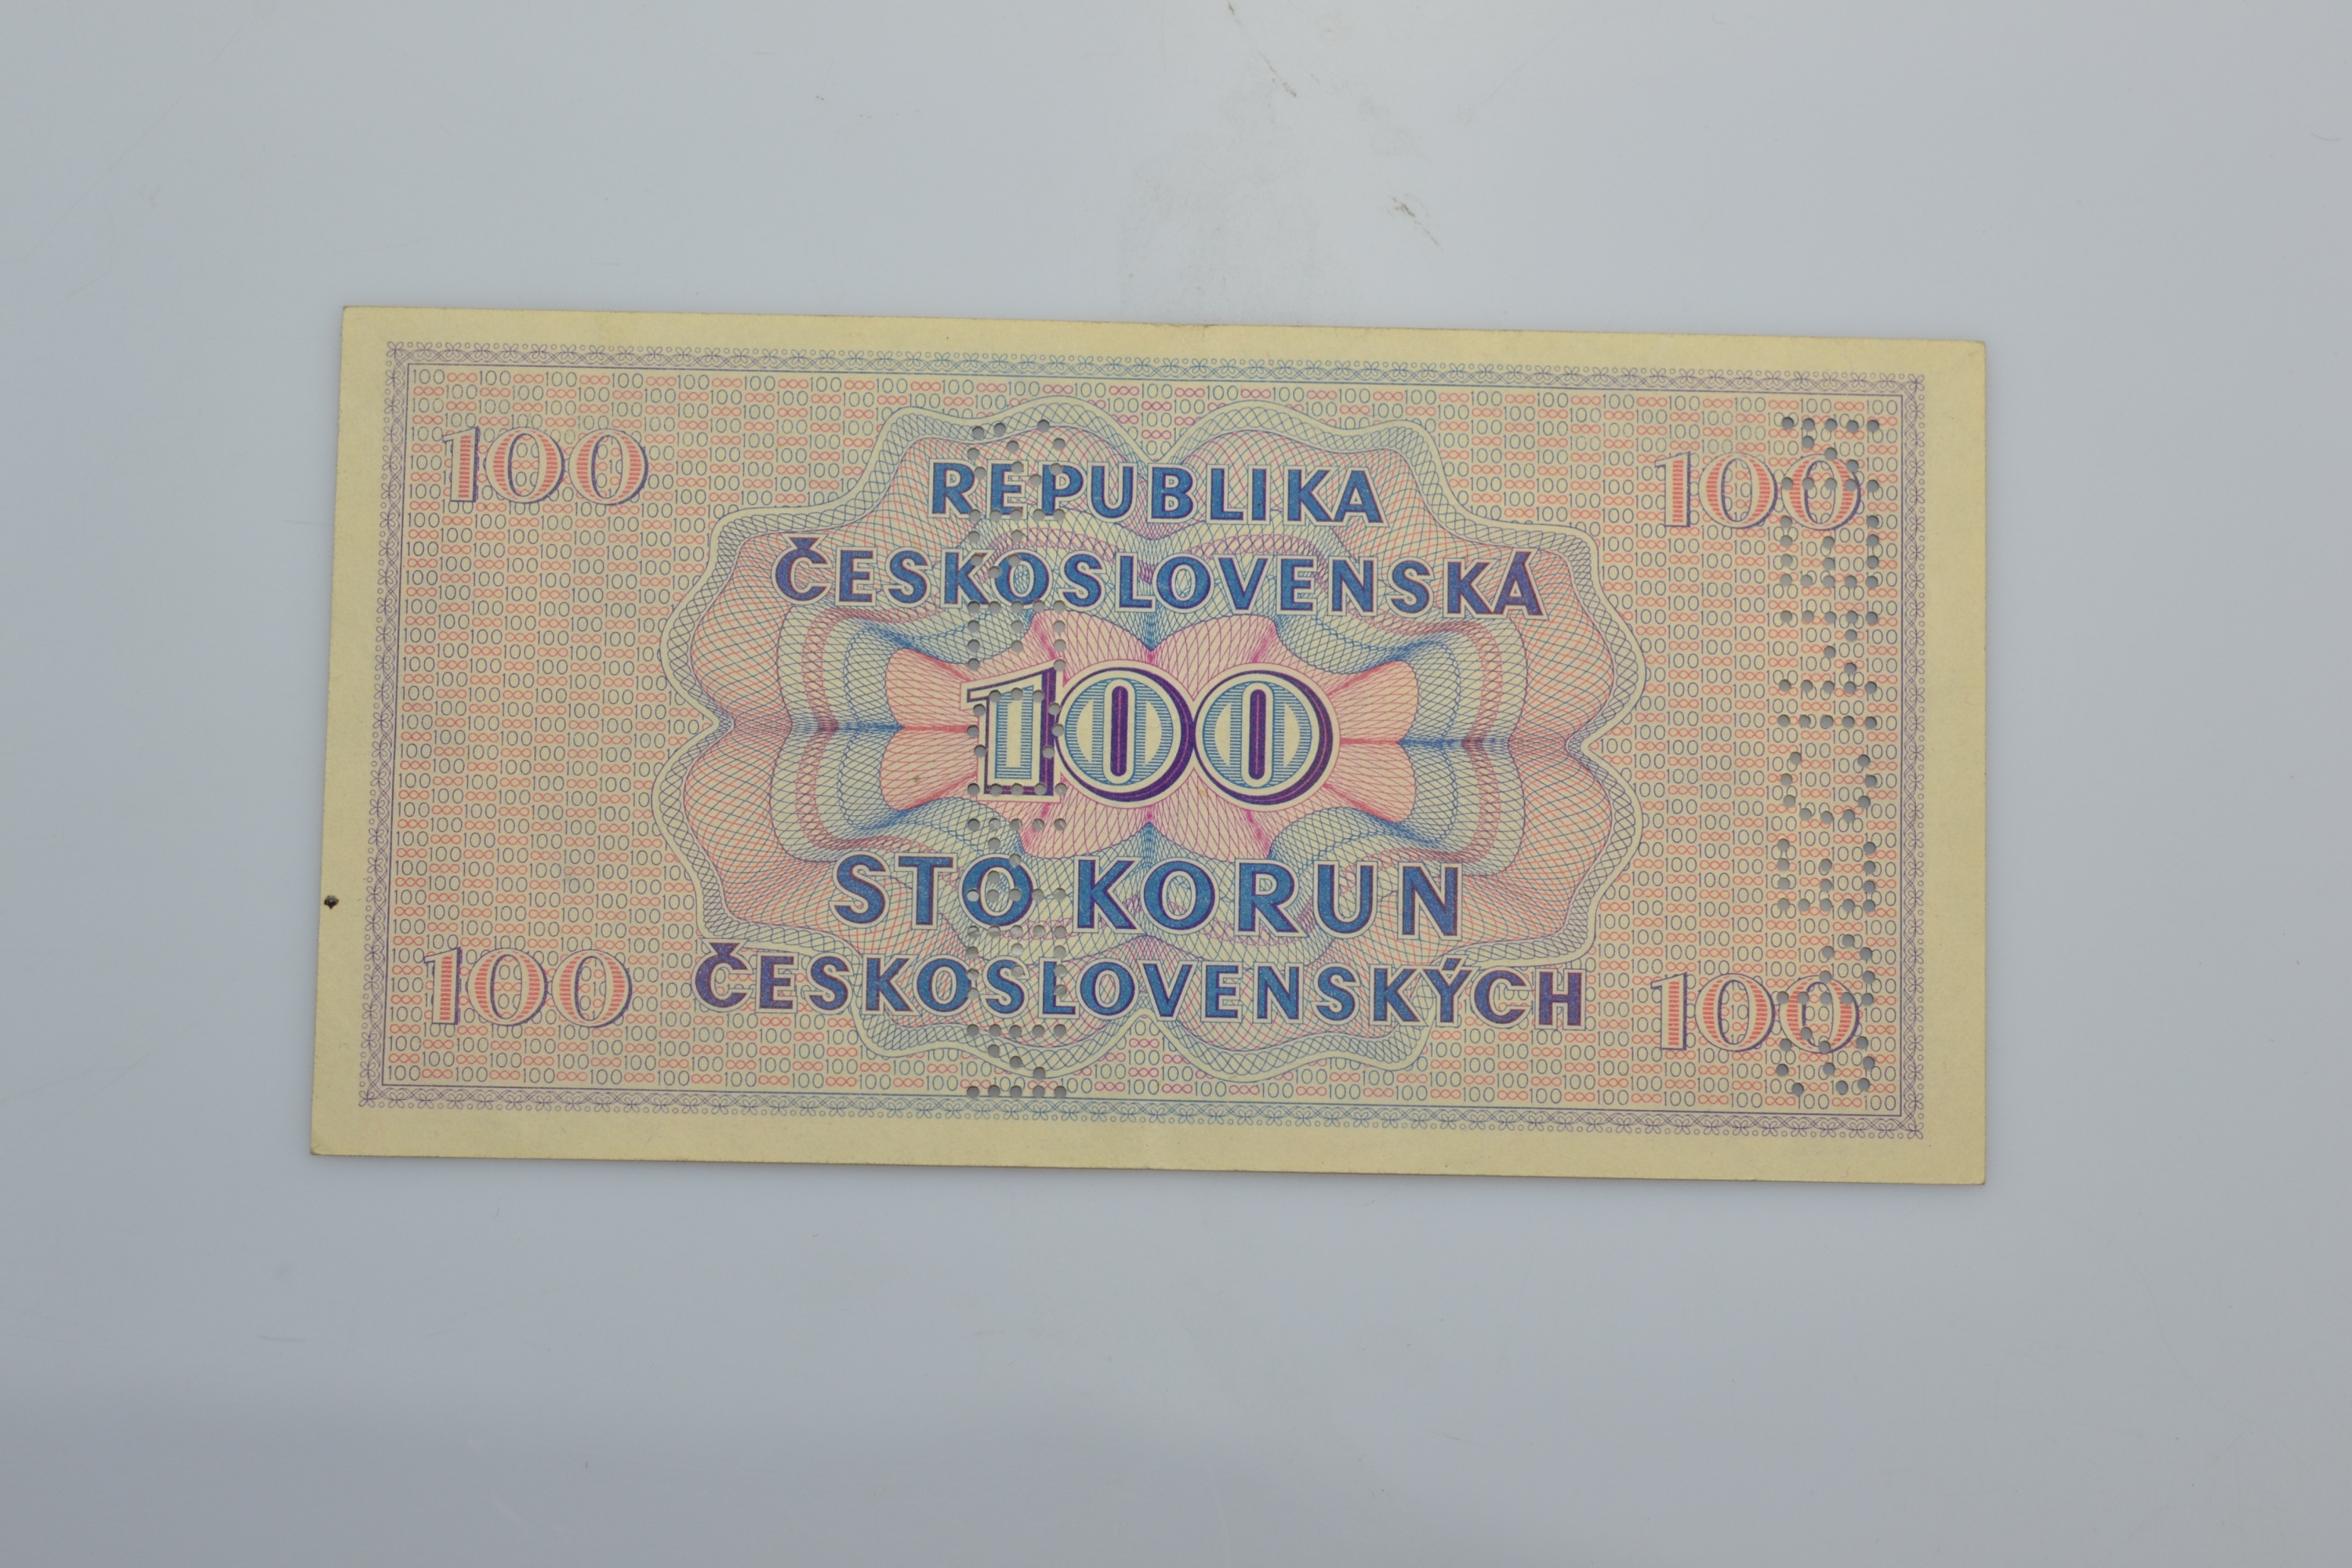 100 100
REPUBLIKA
ČESKOSLOVENSKÁ
100
STO KORUN
ČESKOSLOVENSKÝCH
100 100